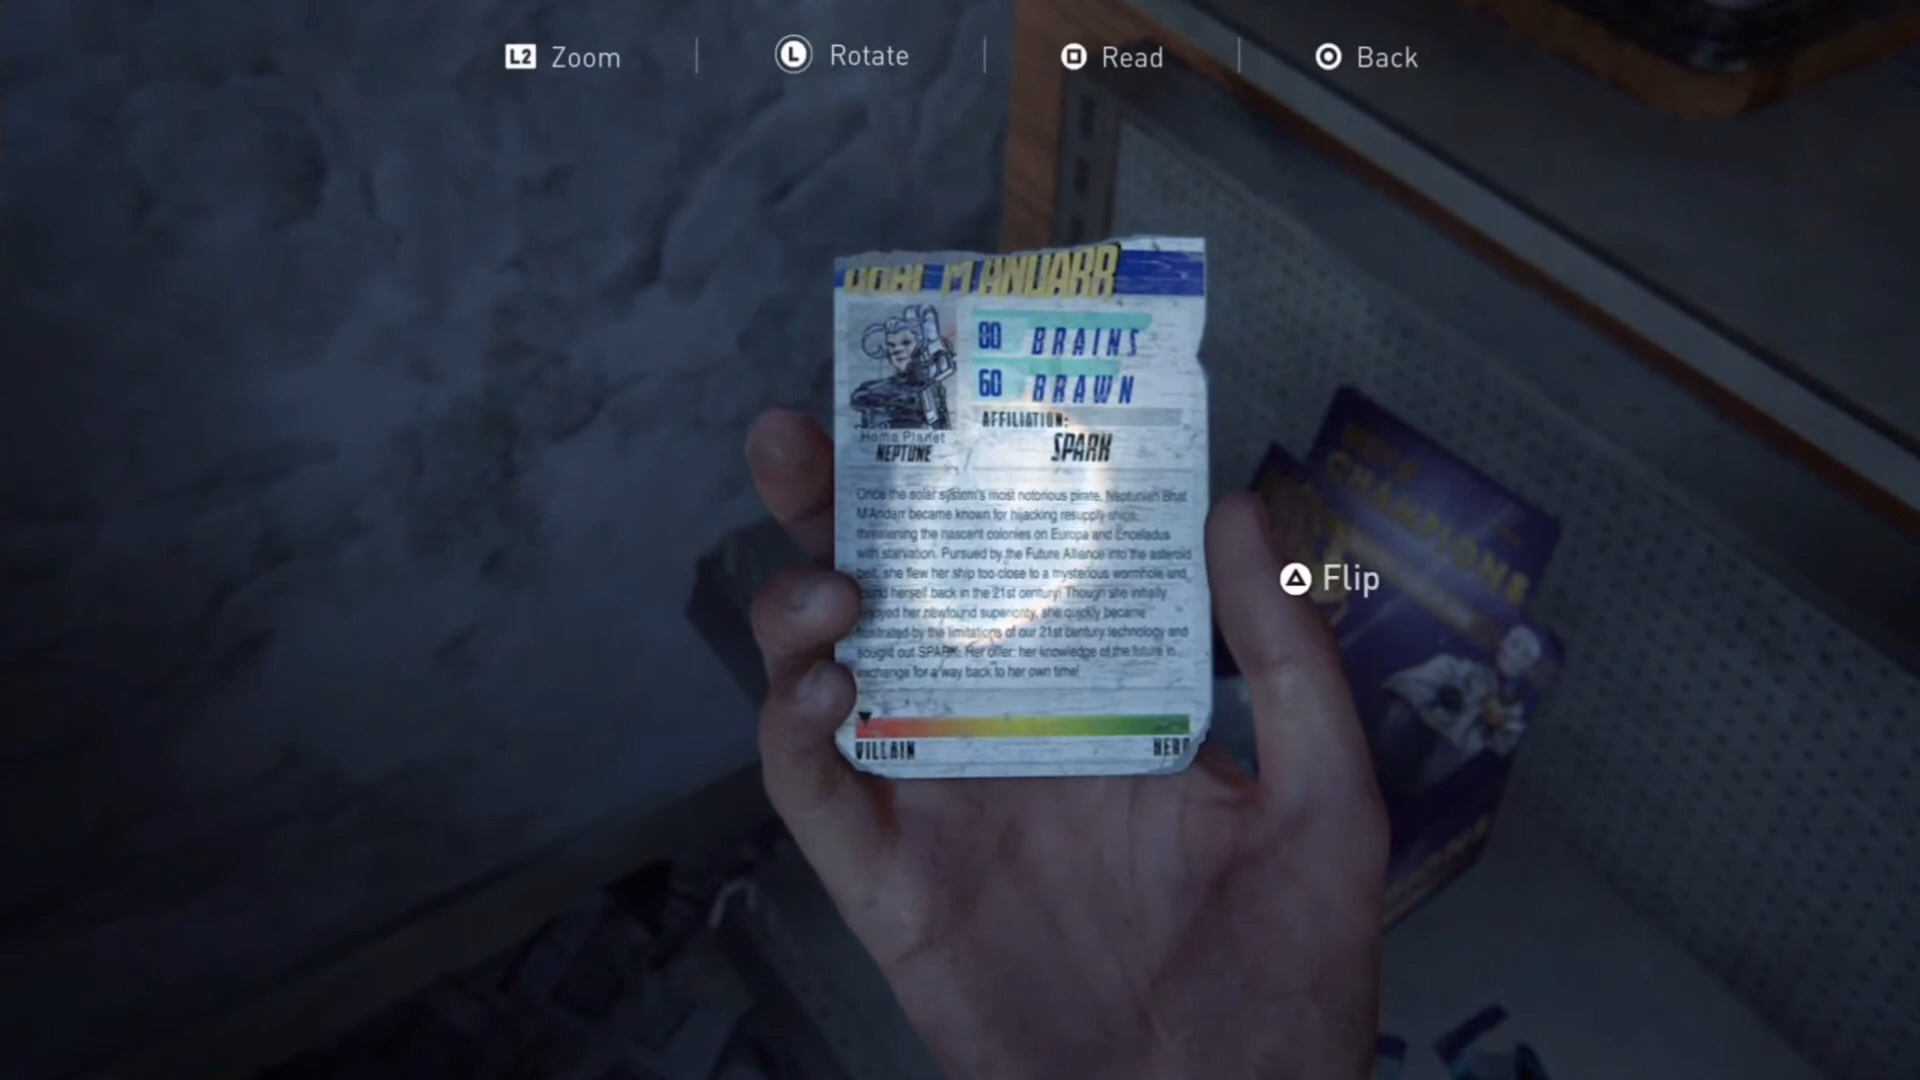 L2 Zoom
L Rotate
Read
Back
BHAT M'ANDARR
80 BRAINS
60 BRAWN
AFFILIATION:
SPARK
Home Planet
NEPTUNE
Once the solar system's most notorious pirate, Neptunian Bhat
M'Andarr became known for hijacking resupply ships,
threatening the nascent colonies on Europa and Enceladus
with starvation. Pursued by the Future Alliance into the asteroid
belt, she flew her ship too close to a mysterious wormhole and
found herself back in the 21st century! Though she initially
enjoyed her newfound superiority, she quickly became
frustrated by the limitations of our 21st century technology and
sought out SPARK. Her offer: her knowledge of the future in
exchange for a way back to her own time!
VILLAIN
HERO
Flip
CHAMPIONS